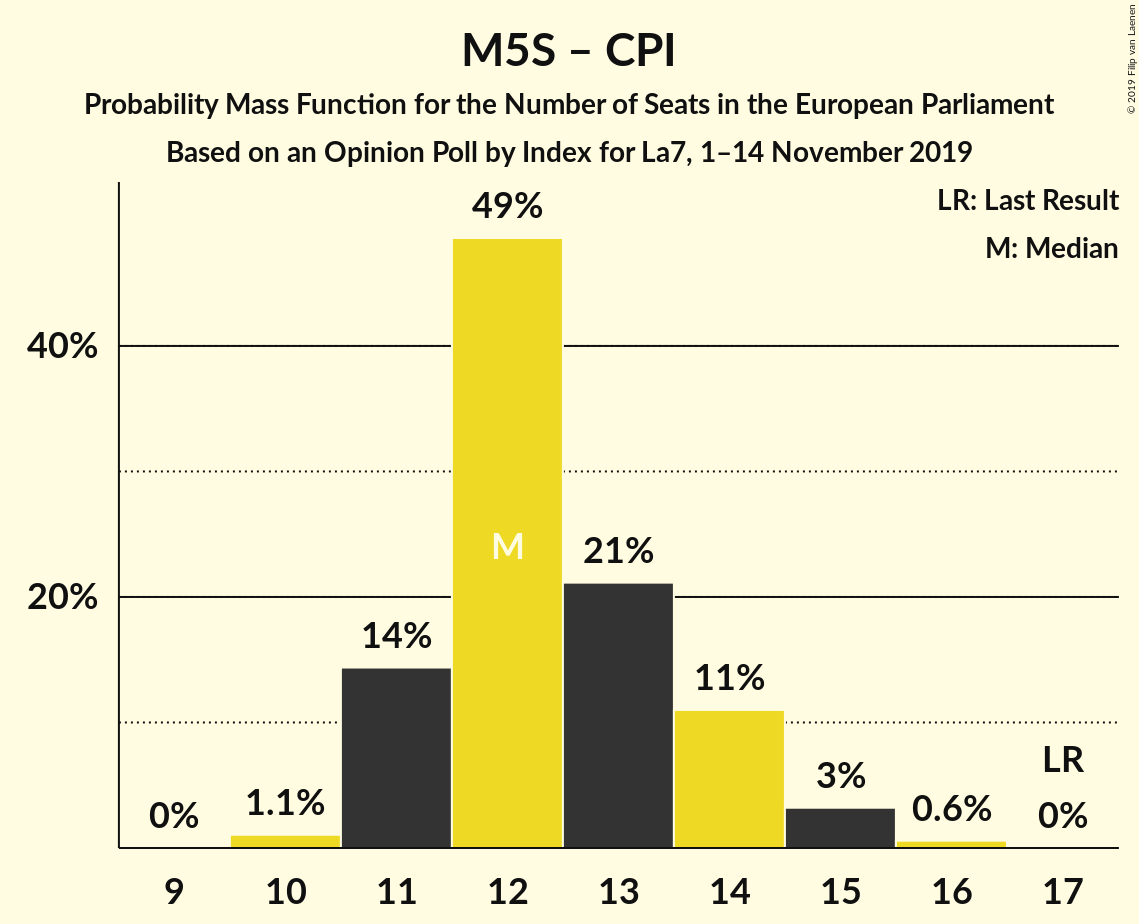 M5S – CPI
Probability Mass Function for the Number of Seats in the European Parliament
Based on an Opinion Poll by Index for La7, 1–14 November 2019
© 2019 Filip van Laenen
LR: Last Result
M: Median
49%
40%
M
21%
20%
14%
11%
LR
3%
1.1%
0.6%
0%
0%
9 10 11 12 13 14 15 16 17